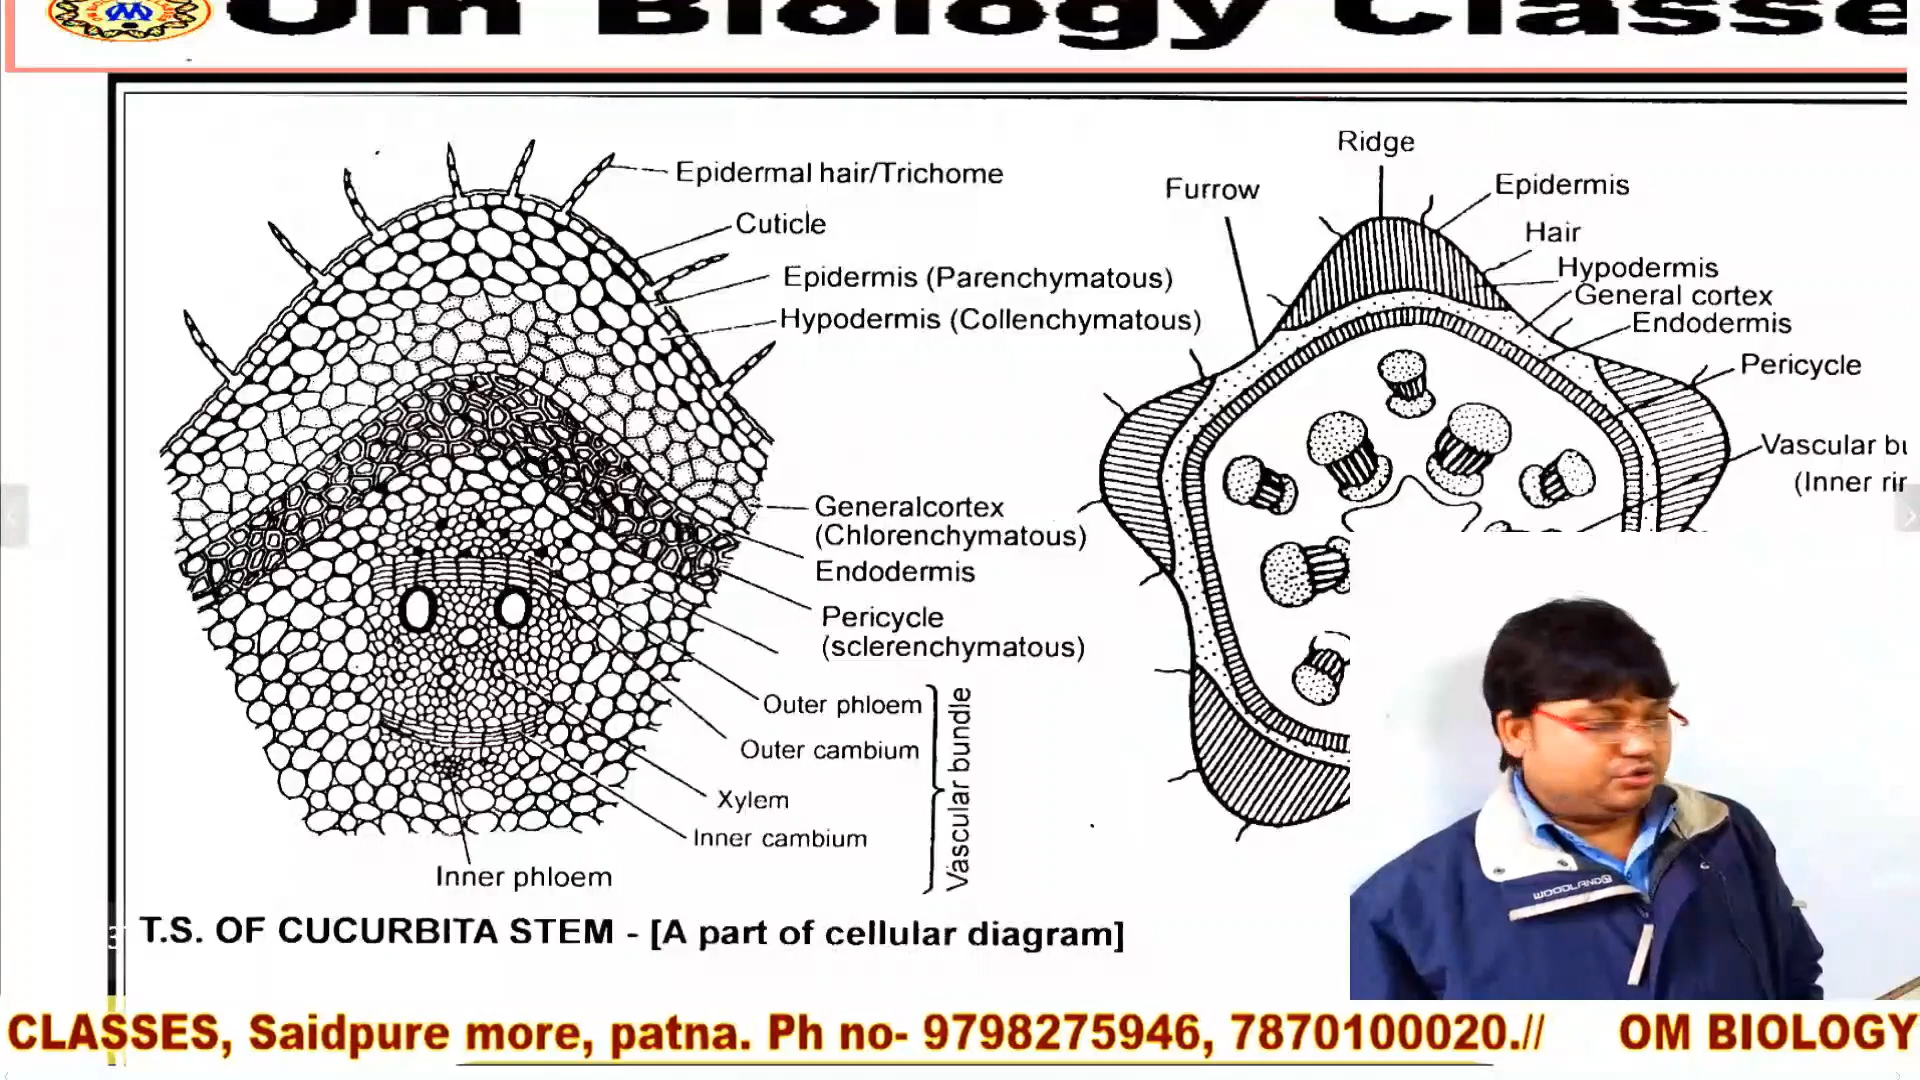 Om Biology Classe
Epidermal hair/Trichome
Cuticle
Epidermis (Parenchymatous)
Hypodermis (Collenchymatous)
Generalcortex
(Chlorenchymatous)
Endodermis
Pericycle
(sclerenchymatous)
Outer phloem
Outer cambium
Xylem
Inner cambium
Inner phloem
Vascular bundle
T.S. OF CUCURBITA STEM - [A part of cellular diagram]
Ridge
Furrow
Epidermis
Hair
Hypodermis
General cortex
Endodermis
Pericycle
Vascular bu
(Inner rin
WOODLAND
CLASSES, Saidpure more, patna. Ph no- 9798275946, 7870100020.// OM BIOLOGY